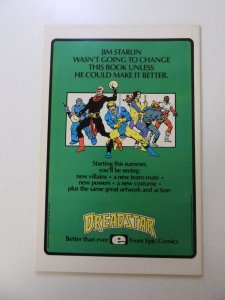 JIM STARLIN
WASN'T GOING TO CHANGE
THIS BOOK UNLESS
HE COULD MAKE IT BETTER.
Starting this summer,
you'll be seeing:
new villains • a new team-mate •
new powers • a new costume •
plus the same great artwork and action
DREADSTAR
Better than ever e From Epic Comics